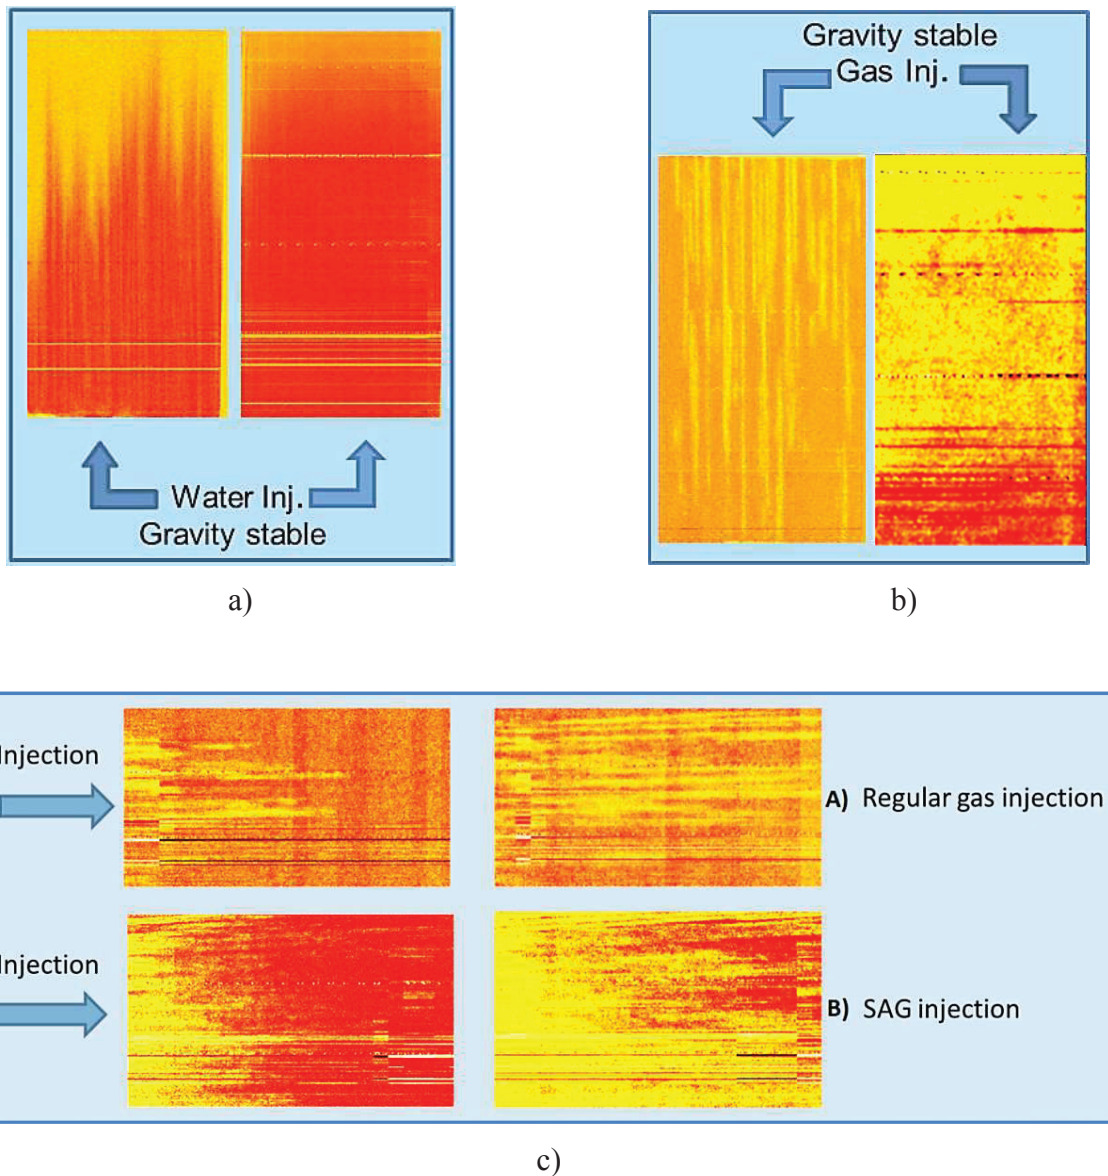 Gravity stable
Gas Inj.
Water Inj.
Gravity stable
a)
b)
Injection
A) Regular gas injection
Injection
B) SAG injection
c)